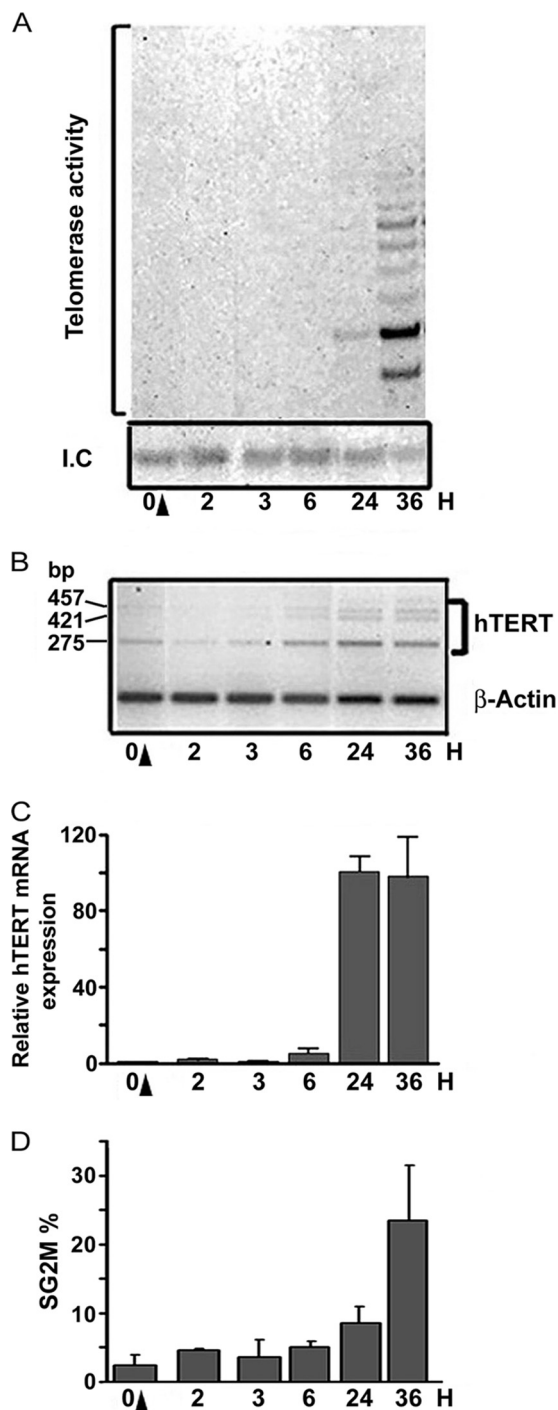 A
Telomerase activity
I.C
0 2 3 6 24 36 H
B
bp
457
421
275
hTERT
β-Actin
0 2 3 6 24 36 H
C
Relative hTERT mRNA
expression
120
80
40
0
0 2 3 6 24 36 H
D
SG2M %
30
20
10
0
0 2 3 6 24 36 H